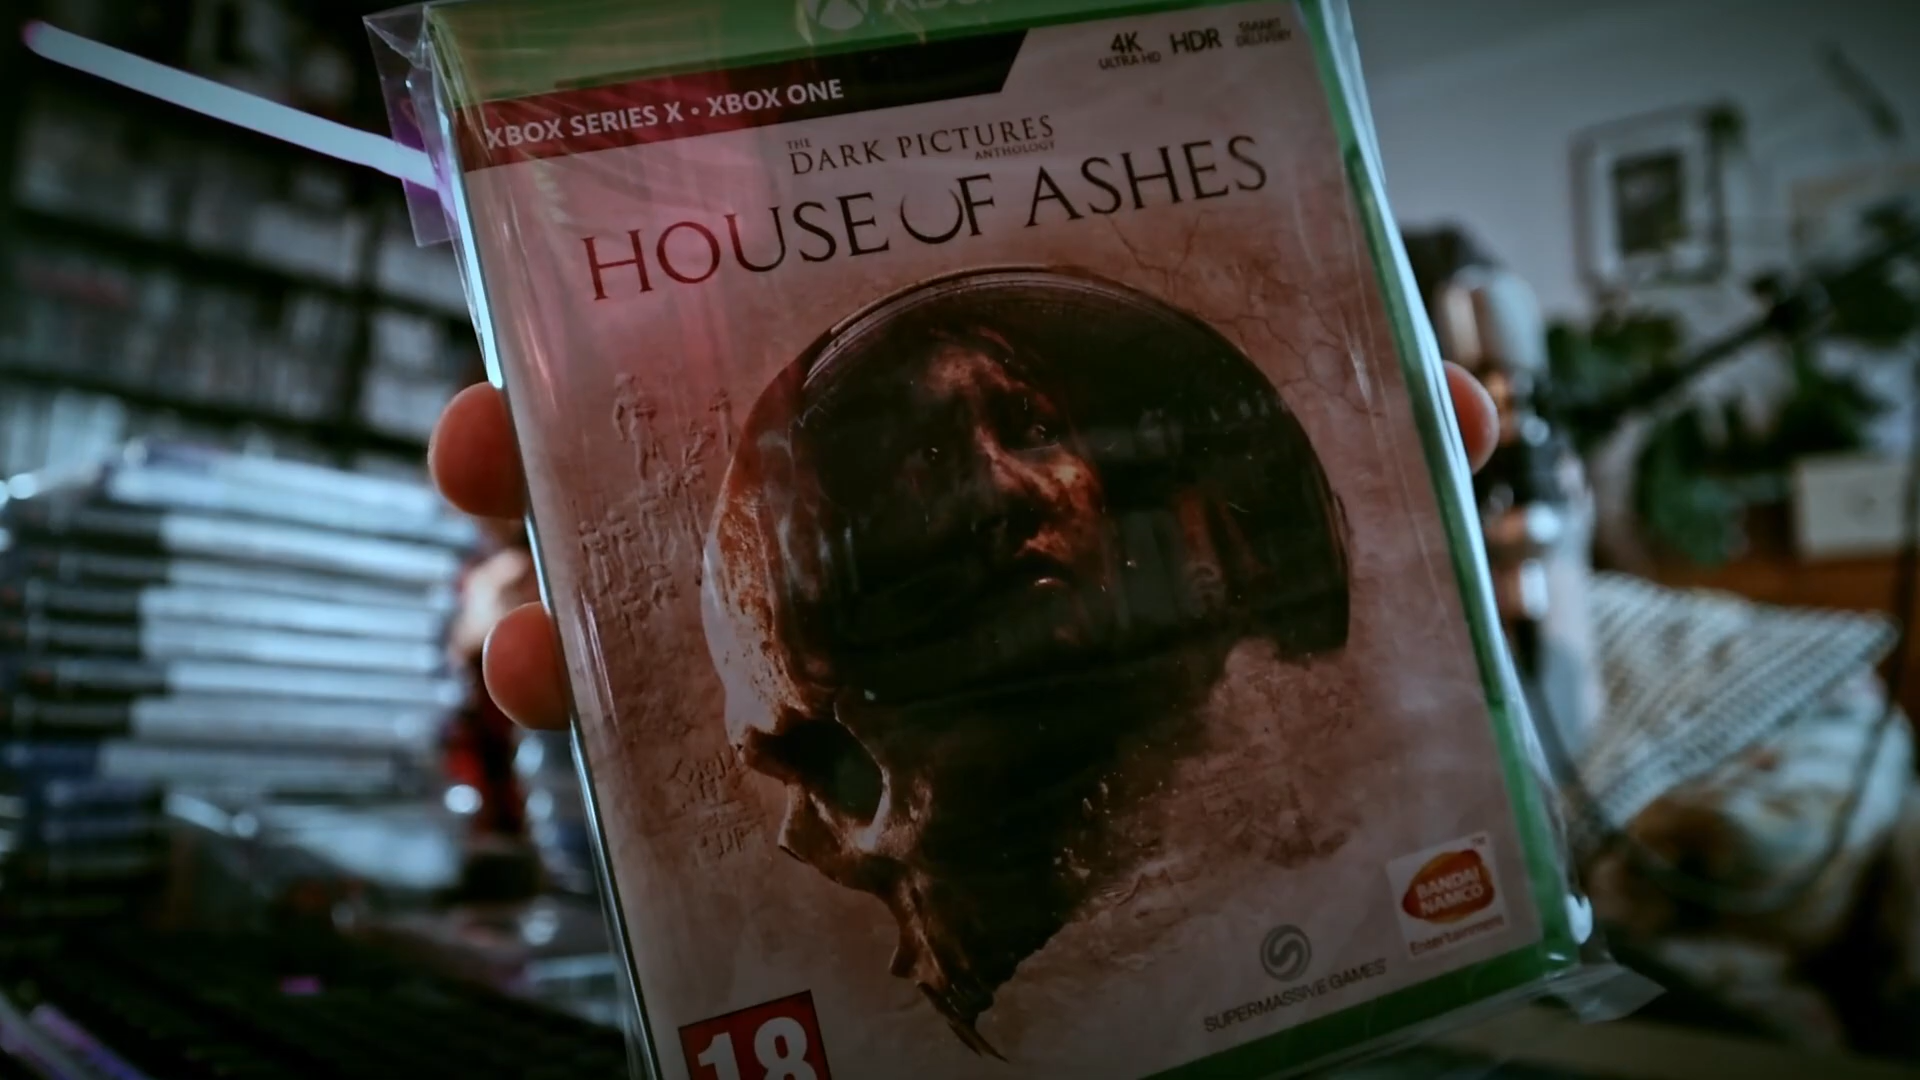 XBOX
4K
ULTRA HD
HDR
SMART
DELIVERY
XBOX SERIES X • XBOX ONE
THE
DARK PICTURES
ANTHOLOGY
HOUSE OF ASHES
BANDAI
NAMCO
Entertainment
SUPERMASSIVE GAMES
18